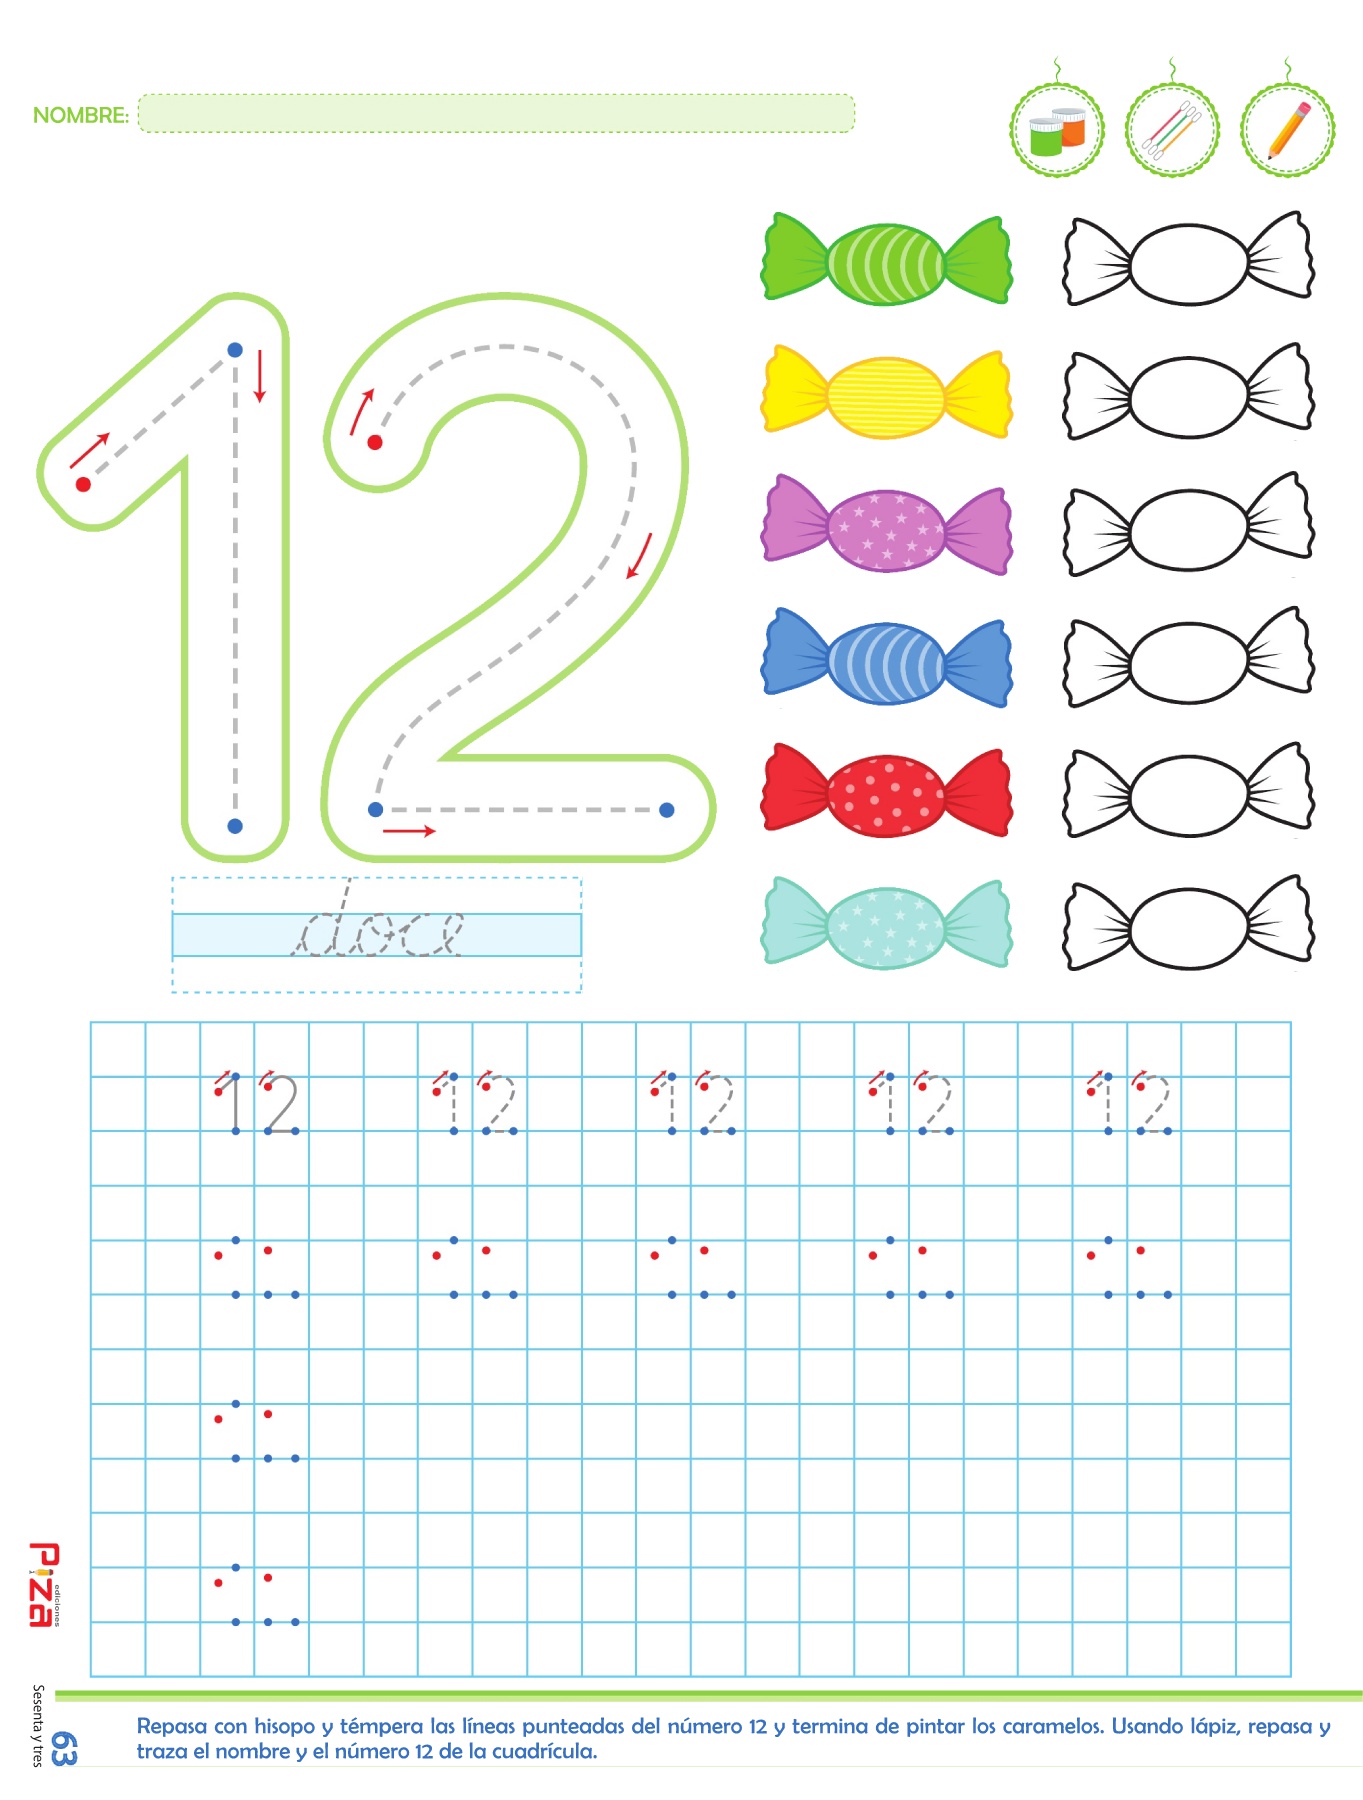 NOMBRE:
12
doce
12 12 12 12 12
Piza
ediciones
Sesenta y tres
63
Repasa con hisopo y témpera las líneas punteadas del número 12 y termina de pintar los caramelos. Usando lápiz, repasa y
traza el nombre y el número 12 de la cuadrícula.